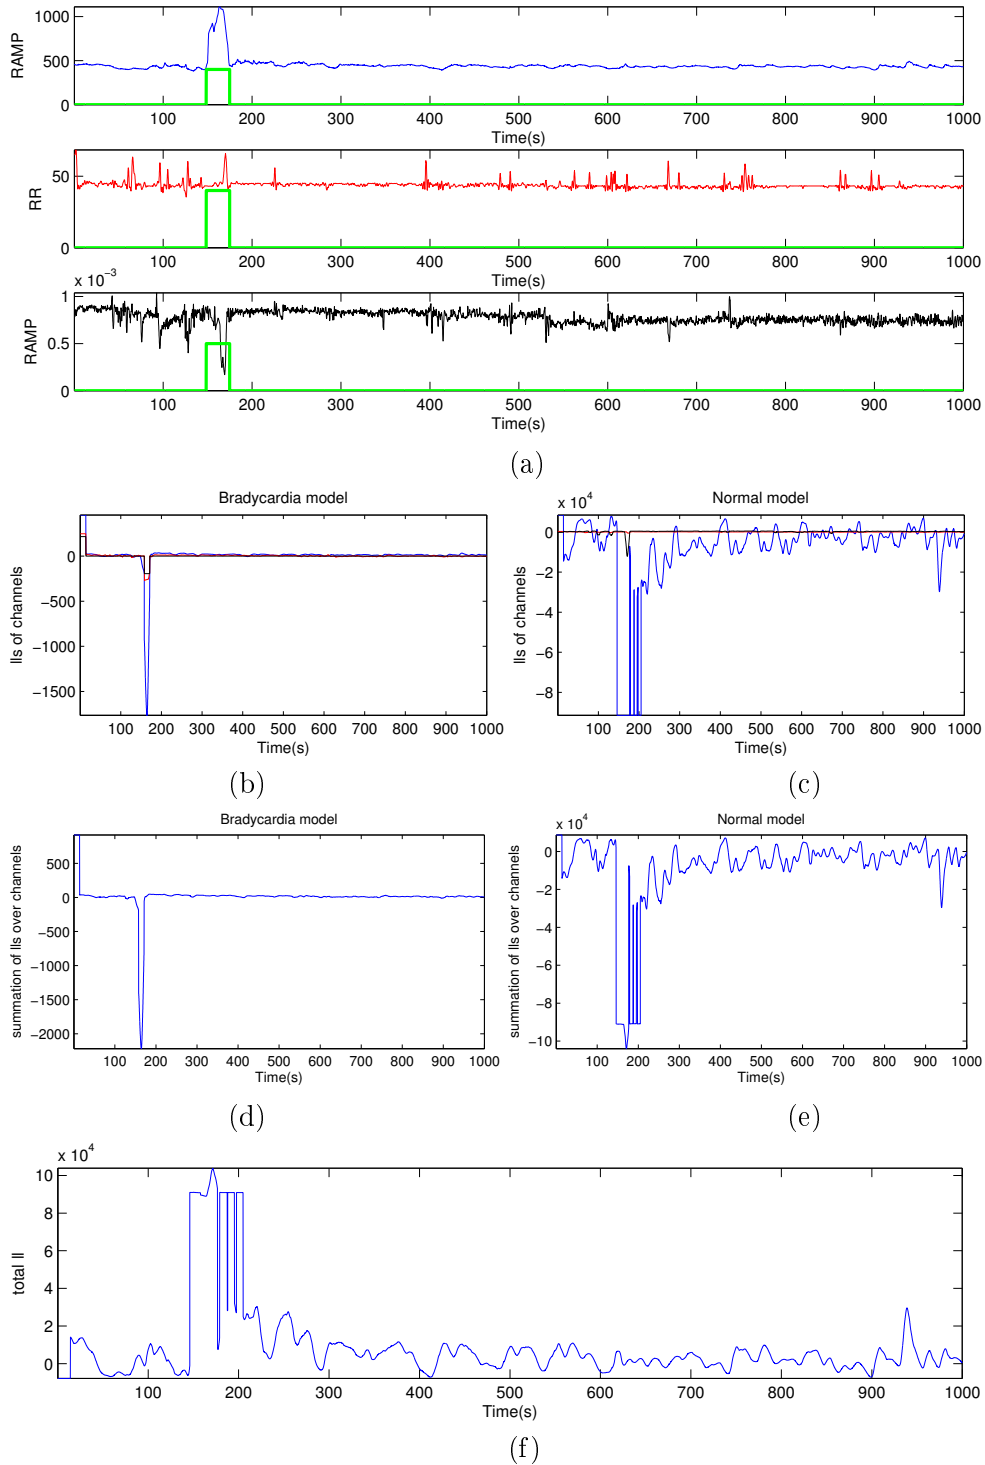 1000
500
0
RAMP
100 200 300 400 500 600 700 800 900 1000
Time(s)
50
0
RR
100 200 300 400 500 600 700 800 900 1000
Time(s)
x 10⁻³
1
0.5
0
RAMP
100 200 300 400 500 600 700 800 900 1000
Time(s)
(a)
Bradycardia model
0
−500
−1000
−1500
lls of channels
100 200 300 400 500 600 700 800 900 1000
Time(s)
(b)
Normal model
x 10⁴
0
−2
−4
−6
−8
lls of channels
100 200 300 400 500 600 700 800 900 1000
Time(s)
(c)
Bradycardia model
500
0
−500
−1000
−1500
−2000
summation of lls over channels
100 200 300 400 500 600 700 800 900 1000
Time(s)
(d)
Normal model
x 10⁴
0
−2
−4
−6
−8
−10
summation of lls over channels
100 200 300 400 500 600 700 800 900 1000
Time(s)
(e)
x 10⁴
10
8
6
4
2
0
total ll
100 200 300 400 500 600 700 800 900 1000
Time(s)
(f)